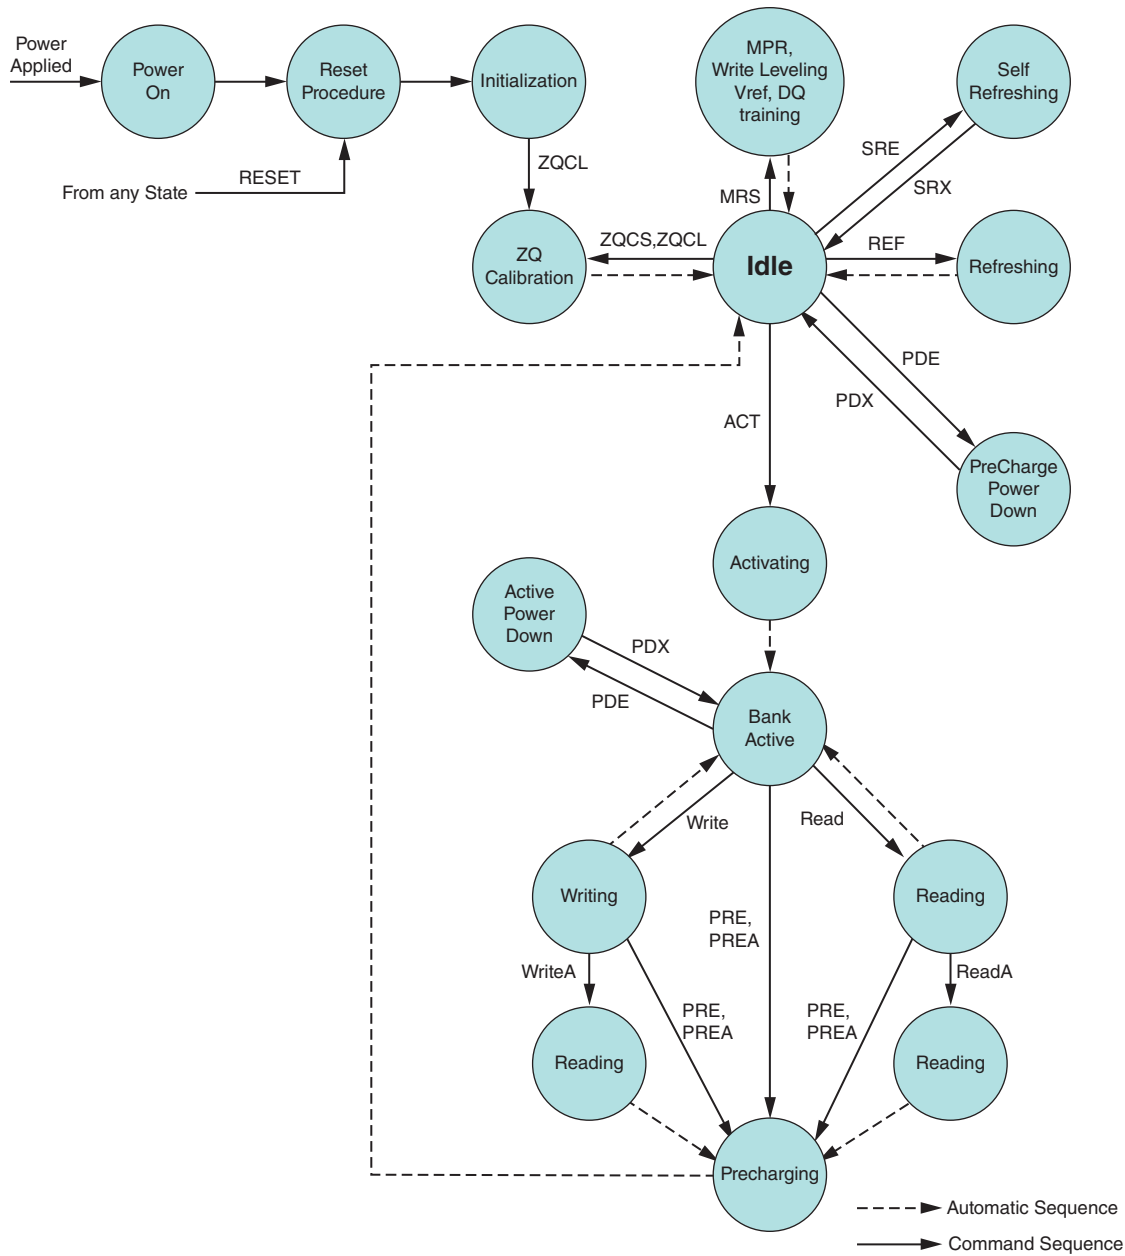 Power
Applied
Power
On
Reset
Procedure
Initialization
MPR,
Write Leveling
Vref, DQ
training
Self
Refreshing
ZQCL
SRE
SRX
RESET
From any State
MRS
ZQ
Calibration
ZQCS,ZQCL
Idle
REF
Refreshing
PDE
PDX
ACT
PreCharge
Power
Down
Activating
Active
Power
Down
PDX
PDE
Bank
Active
Write
Read
Writing
Reading
PRE,
PREA
WriteA
ReadA
PRE,
PREA
PRE,
PREA
Reading
Reading
Precharging
Automatic Sequence
Command Sequence